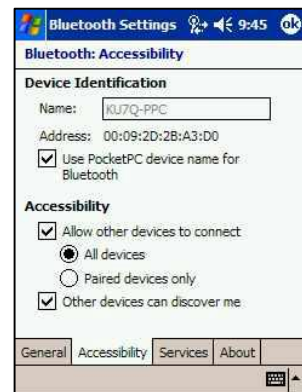 Bluetooth Settings 9:45 ok
Bluetooth: Accessibility
Device Identification
Name: KU7Q-PPC
Address: 00:09:2D:2B:A3:D0
Use PocketPC device name for
Bluetooth
Accessibility
Allow other devices to connect
All devices
Paired devices only
Other devices can discover me
General Accessibility Services About